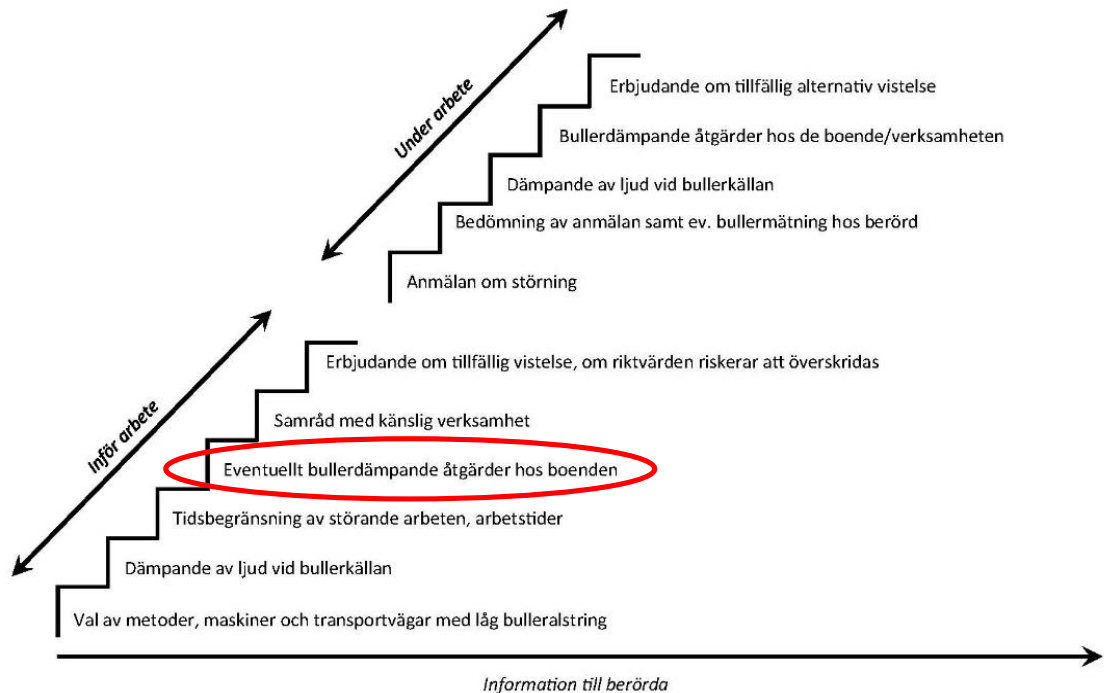 Under arbete
Erbjudande om tillfällig alternativ vistelse
Bullerdämpande åtgärder hos de boende/verksamheten
Dämpande av ljud vid bullerkällan
Bedömning av anmälan samt ev. bullermätning hos berörd
Anmälan om störning
Inför arbete
Erbjudande om tillfällig vistelse, om riktvärden riskerar att överskridas
Samråd med känslig verksamhet
Eventuellt bullerdämpande åtgärder hos boenden
Tidsbegränsning av störande arbeten, arbetstider
Dämpande av ljud vid bullerkällan
Val av metoder, maskiner och transportvägar med låg bulleralstring
Information till berörda